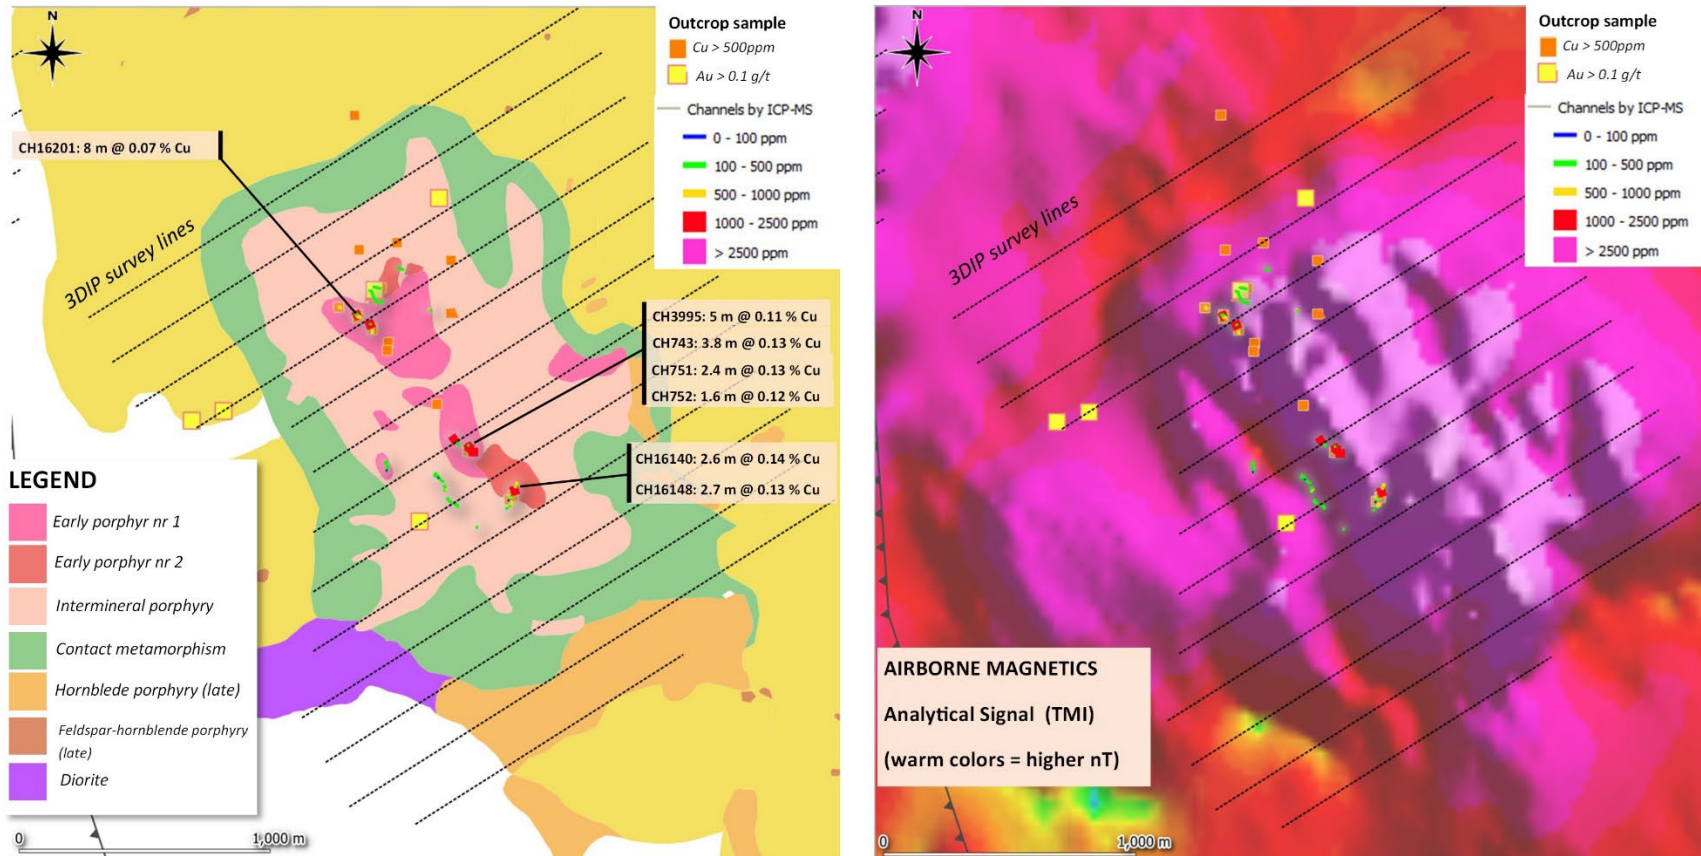 N
Outcrop sample
Cu > 500ppm
Au > 0.1 g/t
Channels by ICP-MS
0 - 100 ppm
100 - 500 ppm
500 - 1000 ppm
1000 - 2500 ppm
> 2500 ppm
CH16201: 8 m @ 0.07 % Cu
3DIP survey lines
CH3995: 5 m @ 0.11 % Cu
CH743: 3.8 m @ 0.13 % Cu
CH751: 2.4 m @ 0.13 % Cu
CH752: 1.6 m @ 0.12 % Cu
CH16140: 2.6 m @ 0.14 % Cu
CH16148: 2.7 m @ 0.13 % Cu
LEGEND
Early porphyr nr 1
Early porphyr nr 2
Intermineral porphyry
Contact metamorphism
Hornblede porphyry (late)
Feldspar-hornblende porphyry
(late)
Diorite
0 1,000 m
N
Outcrop sample
Cu > 500ppm
Au > 0.1 g/t
Channels by ICP-MS
0 - 100 ppm
100 - 500 ppm
500 - 1000 ppm
1000 - 2500 ppm
> 2500 ppm
3DIP survey lines
AIRBORNE MAGNETICS
Analytical Signal (TMI)
(warm colors = higher nT)
0 1,000 m